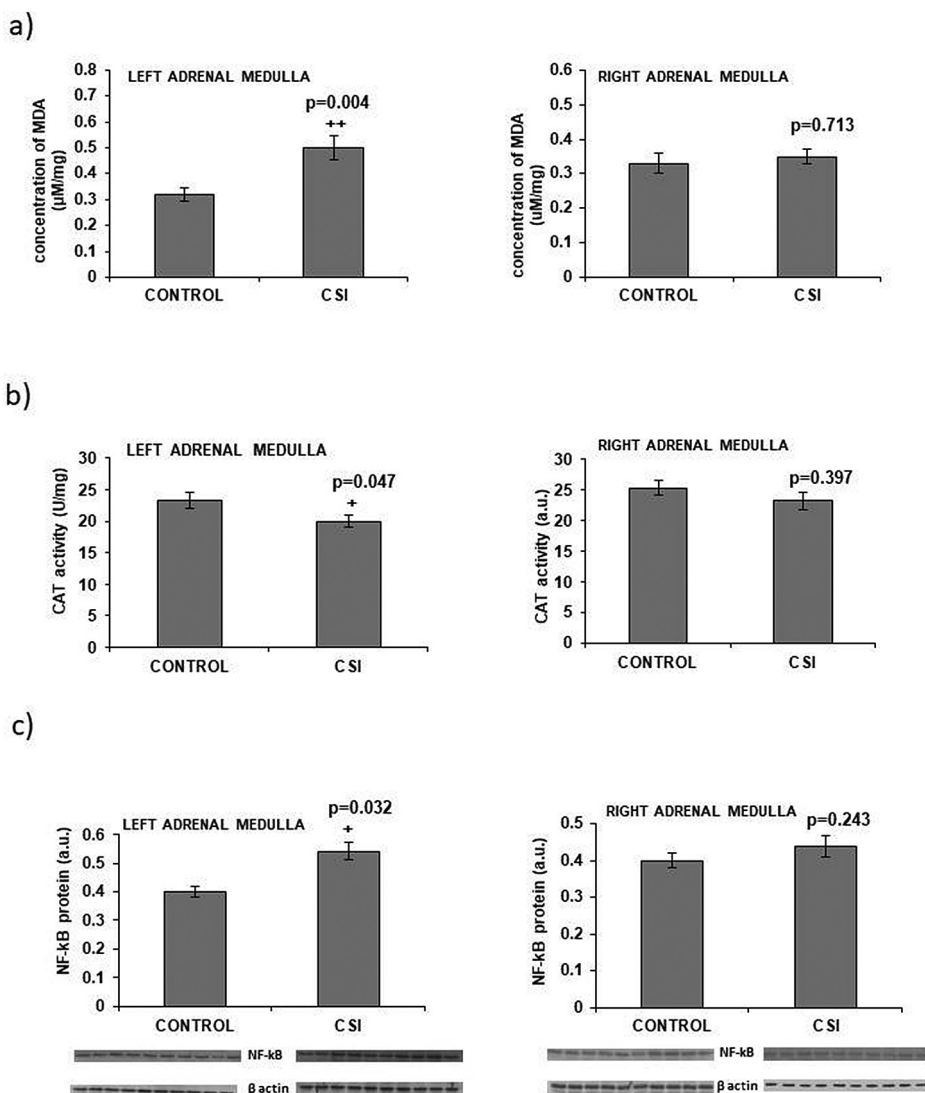 a)
LEFT ADRENAL MEDULLA
p=0.004
++
concentration of MDA
(µM/mg)
0.8
0.7
0.6
0.5
0.4
0.3
0.2
0.1
0
CONTROL CSI
RIGHT ADRENAL MEDULLA
p=0.713
concentration of MDA
(uM/mg)
0.6
0.5
0.4
0.3
0.2
0.1
0
CONTROL CSI
b)
LEFT ADRENAL MEDULLA
p=0.047
+
CAT activity (U/mg)
30
25
20
15
10
5
0
CONTROL CSI
RIGHT ADRENAL MEDULLA
p=0.397
CAT activity (a.u.)
30
25
20
15
10
5
0
CONTROL CSI
c)
p=0.032
LEFT ADRENAL MEDULLA
+
NF-kB protein (a.u.)
0.6
0.5
0.4
0.3
0.2
0.1
0
CONTROL CSI
NF-kB
β actin
RIGHT ADRENAL MEDULLA
p=0.243
NF-kB protein (a.u.)
0.5
0.4
0.3
0.2
0.1
0
CONTROL CSI
NF-kB
β actin